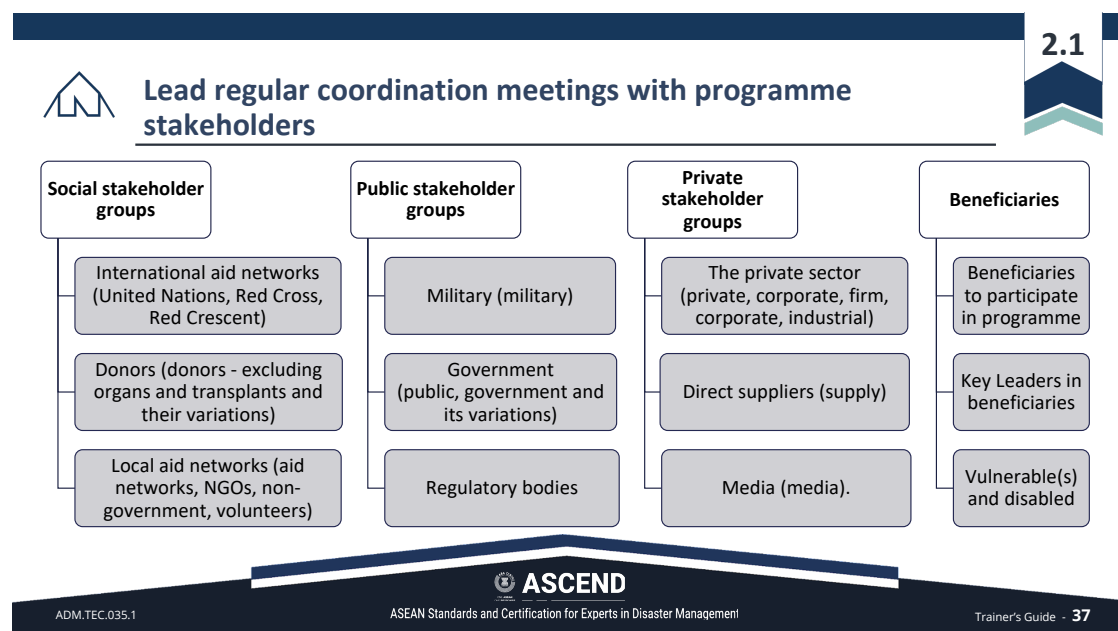 2.1
Lead regular coordination meetings with programme
stakeholders
Social stakeholder
groups
International aid networks
(United Nations, Red Cross,
Red Crescent)
Donors (donors - excluding
organs and transplants and
their variations)
Local aid networks (aid
networks, NGOs, non-
government, volunteers)
Public stakeholder
groups
Military (military)
Government
(public, government and
its variations)
Regulatory bodies
Private
stakeholder
groups
The private sector
(private, corporate, firm,
corporate, industrial)
Direct suppliers (supply)
Media (media).
Beneficiaries
Beneficiaries
to participate
in programme
Key Leaders in
beneficiaries
Vulnerable(s)
and disabled
ASCEND
ASEAN Standards and Certification for Experts in Disaster Management
ADM.TEC.035.1
Trainer's Guide - 37